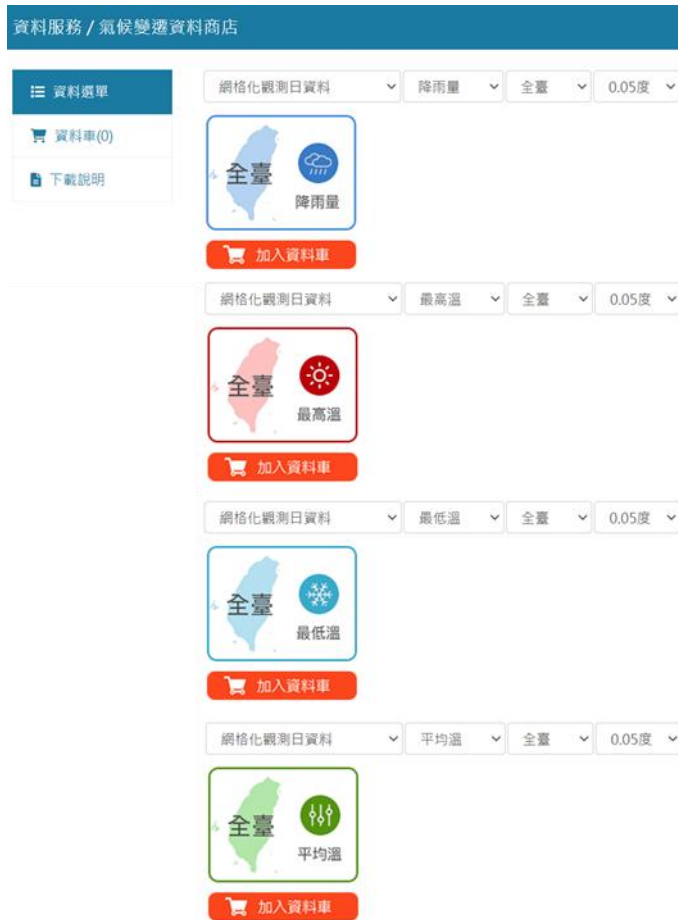 資料服務 / 氣候變遷資料商店
資料選單
資料車(0)
下載說明
網格化觀測日資料 降雨量 全臺 0.05度
全臺
降雨量
加入資料車
網格化觀測日資料 最高溫 全臺 0.05度
全臺
最高溫
加入資料車
網格化觀測日資料 最低溫 全臺 0.05度
全臺
最低溫
加入資料車
網格化觀測日資料 平均溫 全臺 0.05度
全臺
平均溫
加入資料車